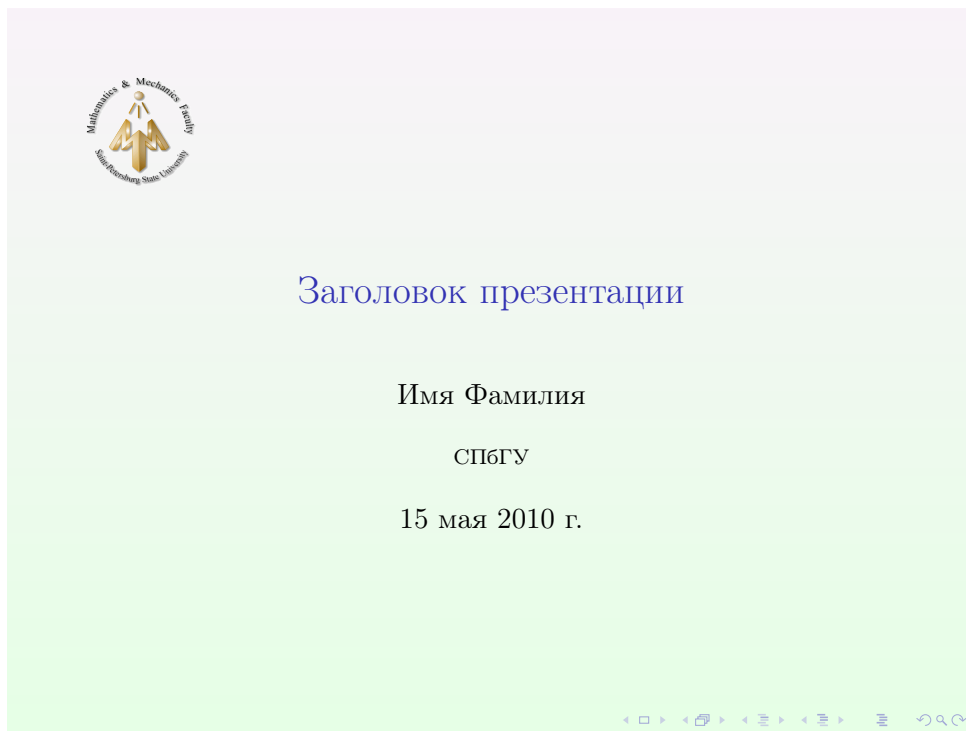 Mathematics & Mechanics Faculty
Saint-Petersburg State University
Заголовок презентации
Имя Фамилия
СПбГУ
15 мая 2010 г.